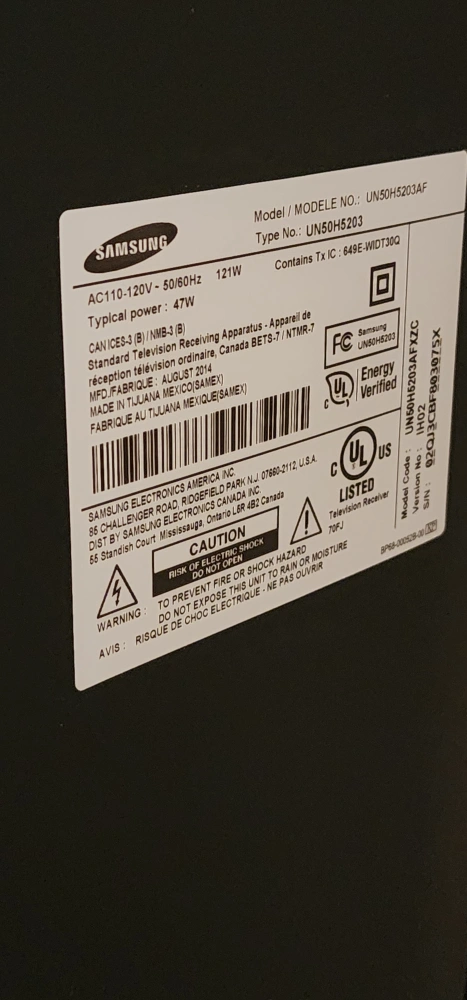 SAMSUNG
Model / MODELE NO.: UN50H5203AF
Type No.: UN50H5203
AC110-120V~ 50/60Hz 121W
Contains Tx IC : 649E-WIDT30Q
Typical power : 47W
CAN ICES-3 (B) / NMB-3 (B)
Standard Television Receiving Apparatus - Appareil de
réception télévision ordinaire, Canada BETS-7 / NTMR-7
MFD./FABRIQUE : AUGUST 2014
MADE IN TIJUANA MEXICO(SAMEX)
FABRIQUE AU TIJUANA MEXIQUE(SAMEX)
FC Samsung
UN50H5203
c UL Energy
Verified
SAMSUNG ELECTRONICS AMERICA INC.
85 CHALLENGER ROAD, RIDGEFIELD PARK N.J. 07660-2112, U.S.A.
DIST BY SAMSUNG ELECTRONICS CANADA INC.
55 Standish Court Mississauga, Ontario L5R 4B2 Canada
c UL US
LISTED
Television Receiver
70FJ
CAUTION
RISK OF ELECTRIC SHOCK
DO NOT OPEN
WARNING : TO PREVENT FIRE OR SHOCK HAZARD
DO NOT EXPOSE THIS UNIT TO RAIN OR MOISTURE
AVIS : RISQUE DE CHOC ELECTRIQUE - NE PAS OUVRIR
Model Code : UN50H5203AFXZC
Version No : IH02
S/N :